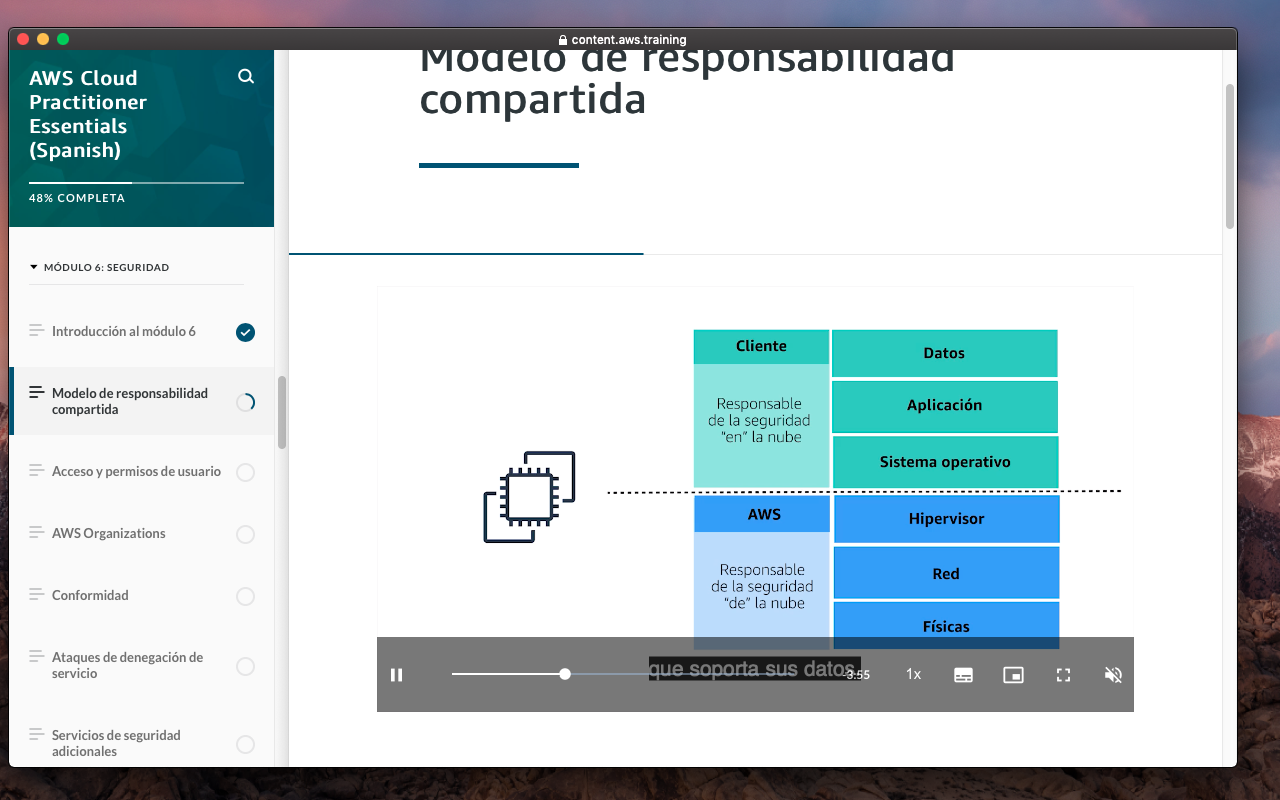 content.aws.training
AWS Cloud
Practitioner
Essentials
(Spanish)
48% COMPLETA
MÓDULO 6: SEGURIDAD
Introducción al módulo 6
Modelo de responsabilidad
compartida
Acceso y permisos de usuario
AWS Organizations
Conformidad
Ataques de denegación de
servicio
Servicios de seguridad
adicionales
Modelo de responsabilidad
compartida
Cliente
Responsable
de la seguridad
"en" la nube
Datos
Aplicación
Sistema operativo
AWS
Responsable
de la seguridad
"de" la nube
Hipervisor
Red
Físicas
que soporta sus datos.
-3:55
1x